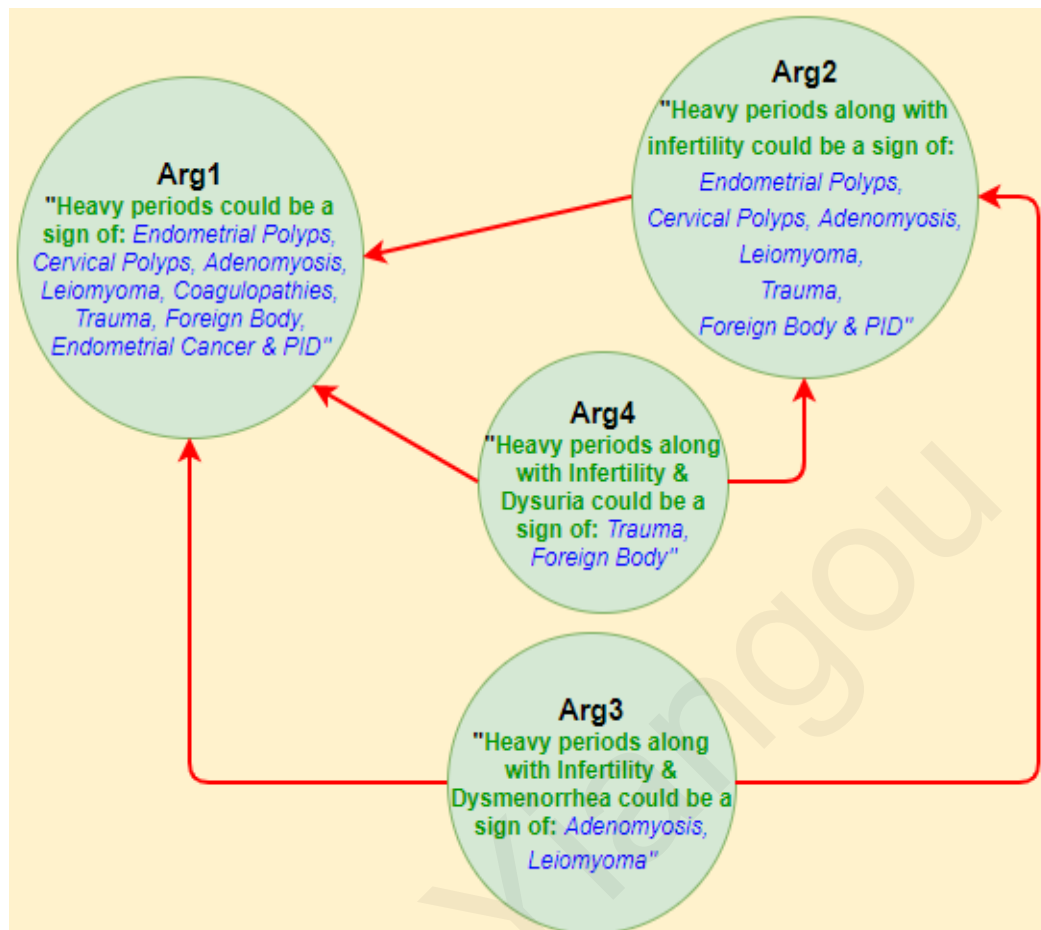 Arg1
"Heavy periods could be a
sign of: Endometrial Polyps,
Cervical Polyps, Adenomyosis,
Leiomyoma, Coagulopathies,
Trauma, Foreign Body,
Endometrial Cancer & PID"
Arg2
"Heavy periods along with
infertility could be a sign of:
Endometrial Polyps,
Cervical Polyps, Adenomyosis,
Leiomyoma,
Trauma,
Foreign Body & PID"
Arg4
"Heavy periods along
with Infertility &
Dysuria could be a
sign of: Trauma,
Foreign Body"
Arg3
"Heavy periods along
with Infertility &
Dysmenorrhea could be a
sign of: Adenomyosis,
Leiomyoma"